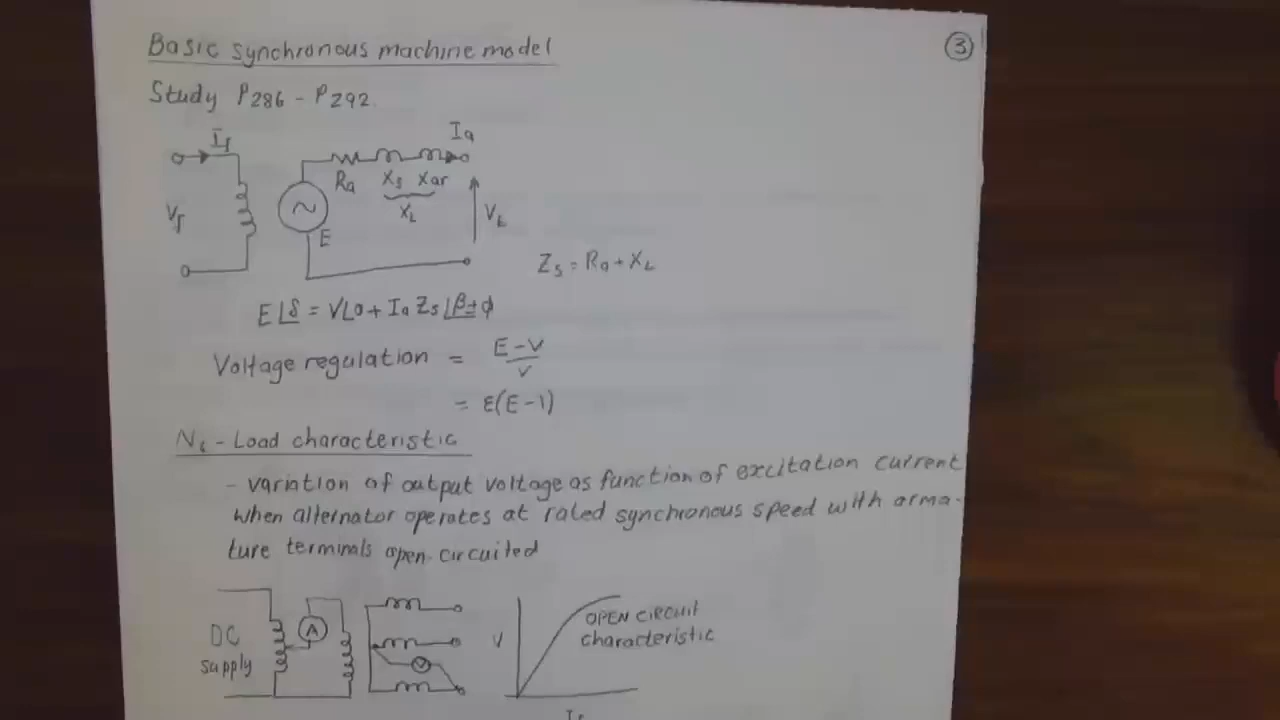 Basic synchronous machine model
3
Study P286 - P292
If
Ia
Ra Xs Xar
XL
Vf
E
Vt
Zs = Ra + XL
E∠δ = V∠0 + Ia Zs ∠β±ϕ
Voltage regulation = E-V
V
= ε(E-1)
Load characteristic
- variation of output voltage as function of excitation current
when alternator operates at rated synchronous speed with arma-
ture terminals open-circuited
DC
supply
A
V
V
OPEN CIRCUIT
characteristic